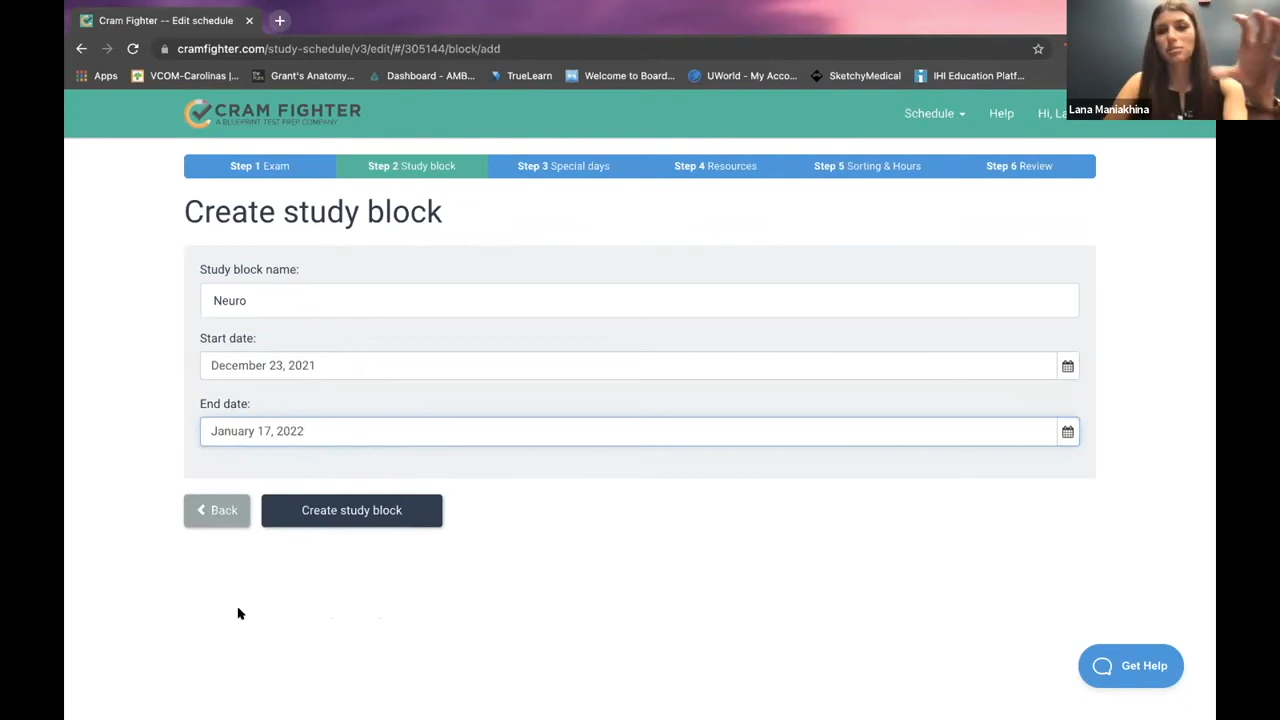 Cram Fighter -- Edit schedule
cramfighter.com/study-schedule/v3/edit/#/305144/block/add
Apps VCOM-Carolinas |... Grant's Anatomy... Dashboard - AMB... TrueLearn Welcome to Board... UWorld - My Acco... SketchyMedical IHI Education Platf...
Lana Maniakhina
CRAM FIGHTER
A BLUEPRINT TEST PREP COMPANY
Schedule Help Hi, La
Step 1 Exam Step 2 Study block Step 3 Special days Step 4 Resources Step 5 Sorting & Hours Step 6 Review
Create study block
Study block name:
Neuro
Start date:
December 23, 2021
End date:
January 17, 2022
Back Create study block
Get Help